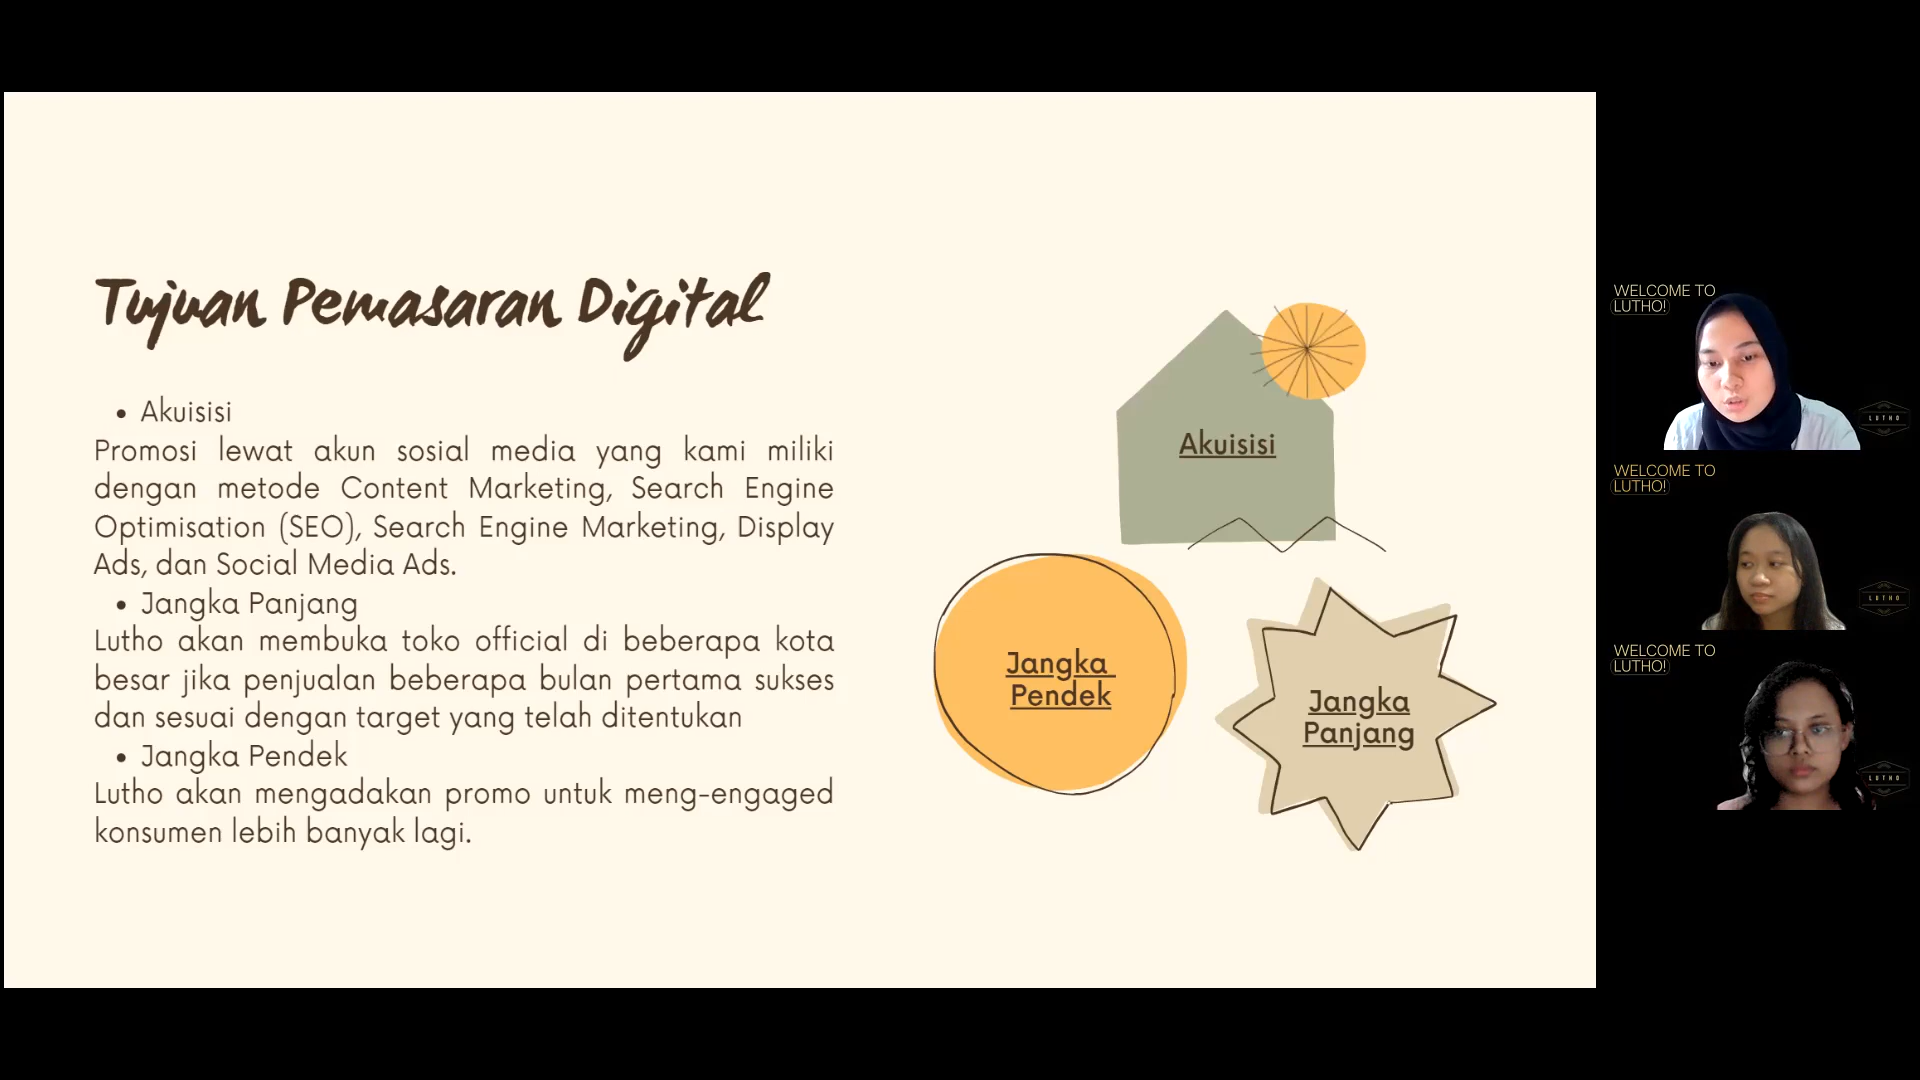 Tujuan Pemasaran Digital
• Akuisisi
Promosi lewat akun sosial media yang kami miliki
dengan metode Content Marketing, Search Engine
Optimisation (SEO), Search Engine Marketing, Display
Ads, dan Social Media Ads.
• Jangka Panjang
Lutho akan membuka toko official di beberapa kota
besar jika penjualan beberapa bulan pertama sukses
dan sesuai dengan target yang telah ditentukan
• Jangka Pendek
Lutho akan mengadakan promo untuk meng-engaged
konsumen lebih banyak lagi.
Akuisisi
Jangka
Pendek
Jangka
Panjang
WELCOME TO
LUTHO!
LUTHO
WELCOME TO
LUTHO!
LUTHO
WELCOME TO
LUTHO!
LUTHO